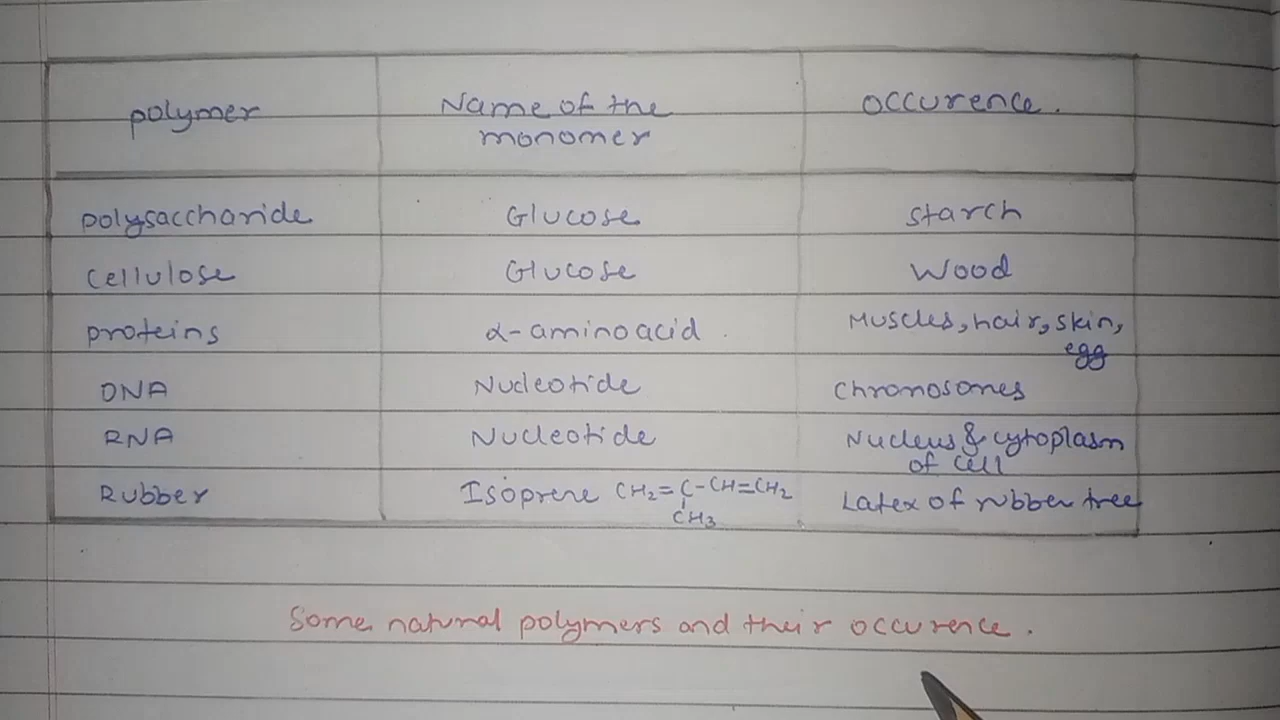 polymer Name of the monomer occurence.
polysaccharide Glucose starch
cellulose Glucose Wood
proteins α-aminoacid Muscles, hair, skin, egg
DNA Nucleotide Chromosomes
RNA Nucleotide Nucleus & cytoplasm of cell
Rubber Isoprene CH₂=C-CH=CH₂ Latex of rubber tree
CH₃
Some natural polymers and their occurence.